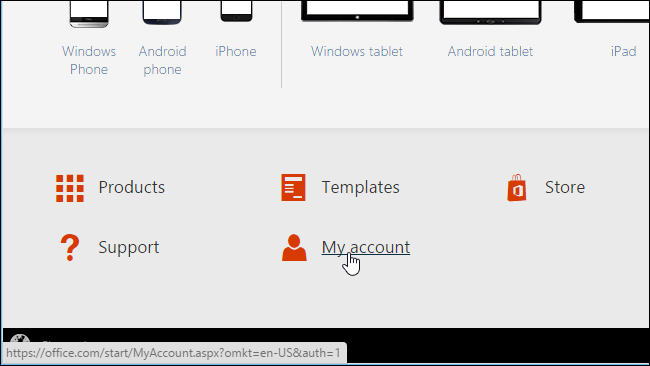 Windows
Phone
Android
phone
iPhone
Windows tablet
Android tablet
iPad
Products
Templates
Store
Support
My account
https://office.com/start/MyAccount.aspx?omkt=en-US&auth=1